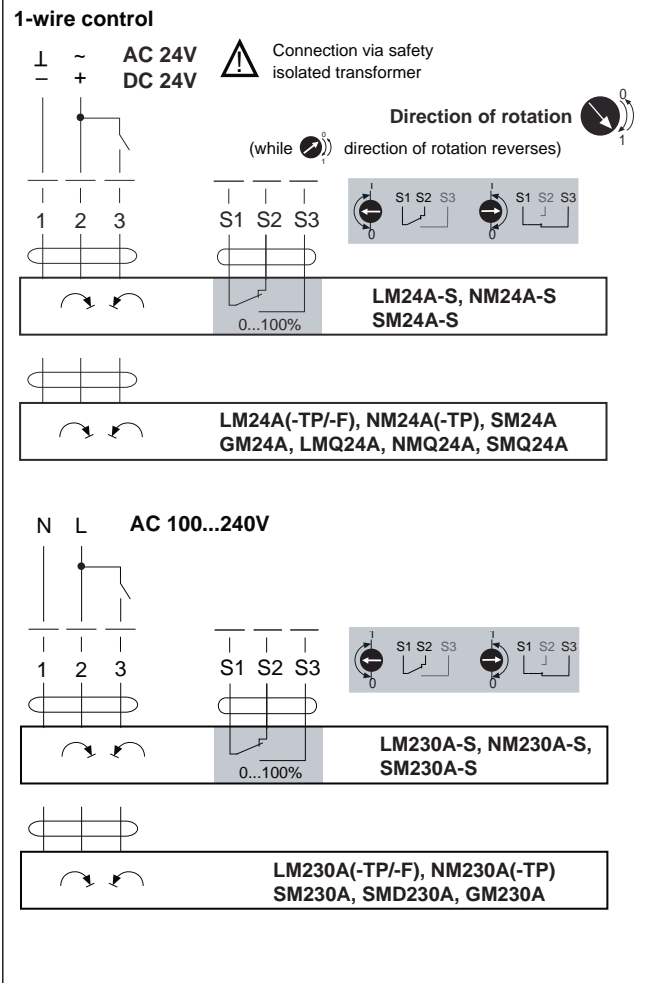 1-wire control
⊥ ~ AC 24V
– + DC 24V
Connection via safety
isolated transformer
Direction of rotation
0
1
(while 0 1 direction of rotation reverses)
1 2 3
S1 S2 S3
1 0 S1 S2 S3
1 0 S1 S2 S3
0...100%
LM24A-S, NM24A-S
SM24A-S
LM24A(-TP/-F), NM24A(-TP), SM24A
GM24A, LMQ24A, NMQ24A, SMQ24A
N L AC 100...240V
1 2 3
S1 S2 S3
1 0 S1 S2 S3
1 0 S1 S2 S3
0...100%
LM230A-S, NM230A-S,
SM230A-S
LM230A(-TP/-F), NM230A(-TP)
SM230A, SMD230A, GM230A